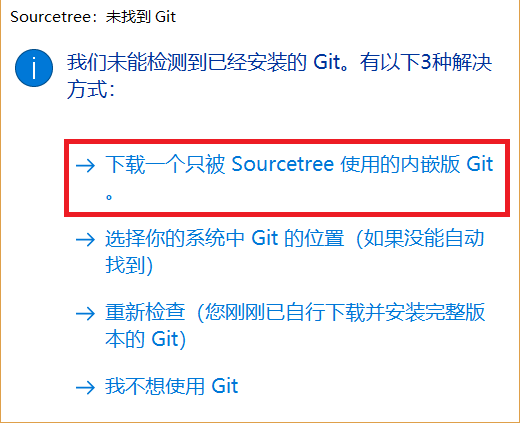 Sourcetree：未找到 Git
我们未能检测到已经安装的 Git。有以下3种解决
方式：
下载一个只被 Sourcetree 使用的内嵌版 Git
。
选择你的系统中 Git 的位置（如果没能自动
找到）
重新检查（您刚刚已自行下载并安装完整版
本的 Git）
我不想使用 Git